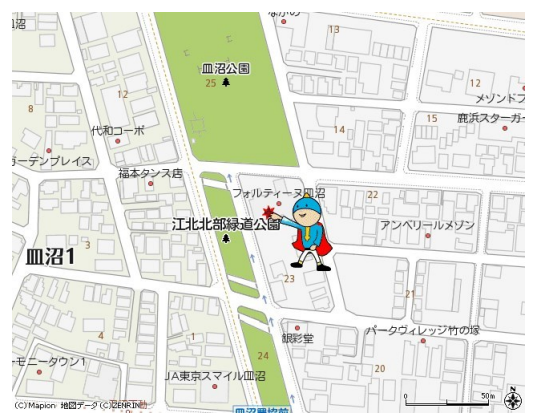 皿沼
13
皿沼公園
25
12
12
メゾンド
8
代和コーポ
14
15
鹿浜スターガ
ガーデンプレイス
福本タンス店
フォルティーヌ皿沼
22
江北北部緑道公園
アンベリールメゾン
3
皿沼1
23
21
4
1
銀彩堂
パークヴィレッジ竹の塚
ーモニータウン1
24
20
JA東京スマイル皿沼
0
50m
(C)Mapion 地図データ(C)ZENRIN